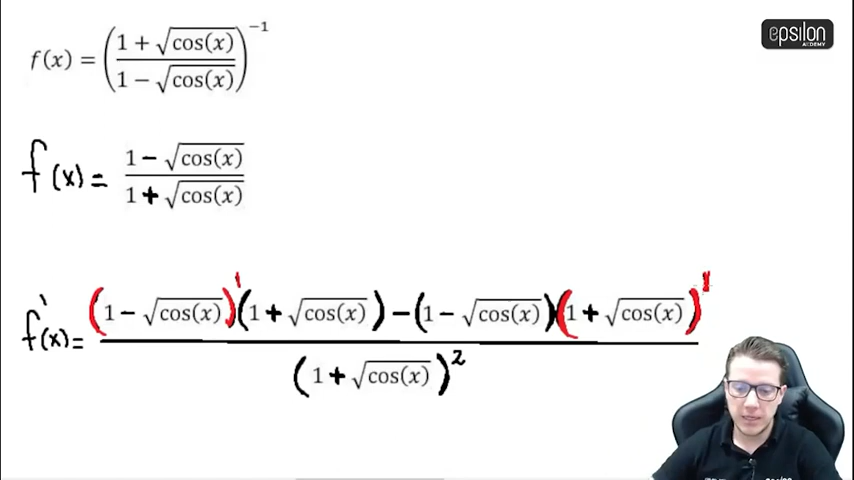 epsilon
ACADEMY
f(x) = ((1 + √cos(x))/(1 − √cos(x)))^−1
f(x) = (1 − √cos(x))/(1 + √cos(x))
f'(x) = ((1 − √cos(x))'(1 + √cos(x)) − (1 − √cos(x))(1 + √cos(x))')/(1 + √cos(x))^2